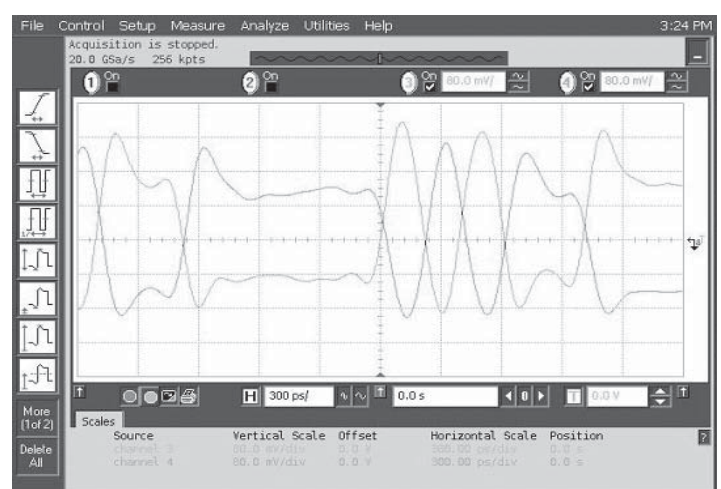 File Control Setup Measure Analyze Utilities Help 3:24 PM
Acquisition is stopped.
20.0 GSa/s 256 kpts
1 On 2 On 3 On 80.0 mV/ 4 On 80.0 mV/
More
(1of 2)
Delete
All
H 300 ps/ 0.0 s 0 T 0.0 V
Scales
Source Vertical Scale Offset Horizontal Scale Position
channel 3 80.0 mV/div 0.0 V 300.00 ps/div 0.0 s
channel 4 80.0 mV/div 0.0 V 300.00 ps/div 0.0 s
?